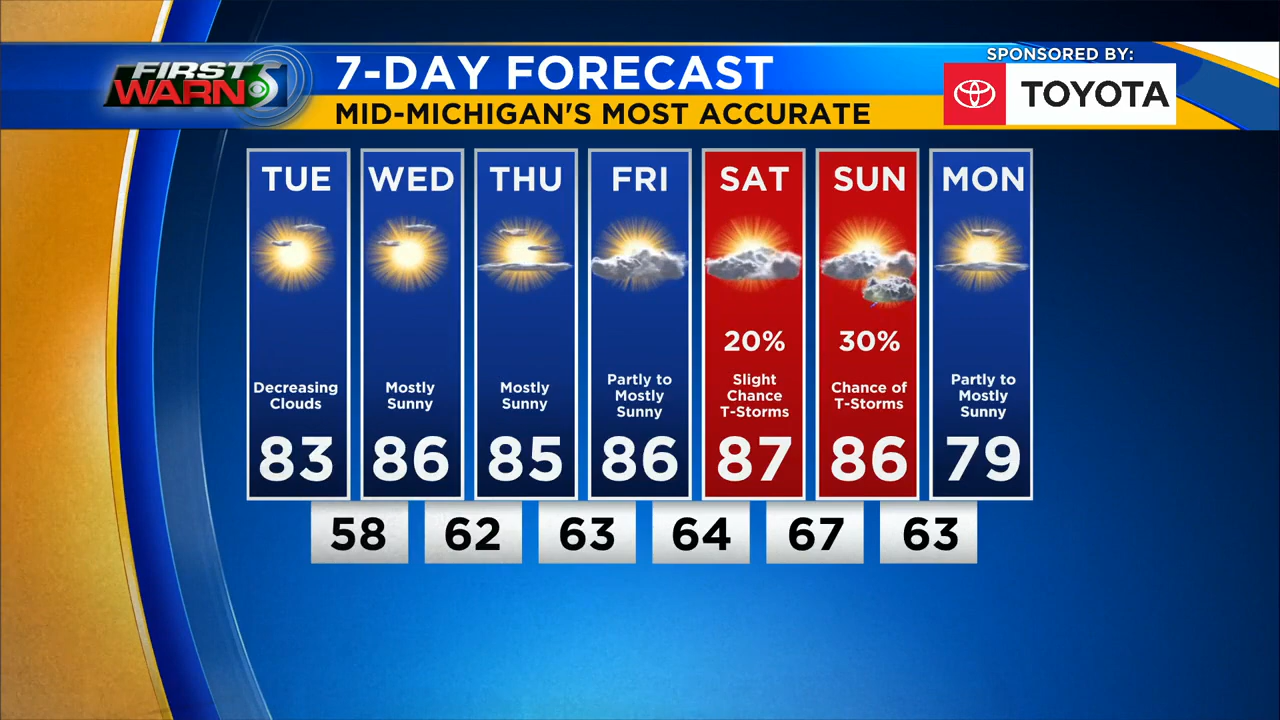 FIRST
WARN 5
7-DAY FORECAST
MID-MICHIGAN'S MOST ACCURATE
SPONSORED BY:
TOYOTA
TUE WED THU FRI SAT SUN MON
20% 30%
Decreasing
Clouds
Mostly
Sunny
Mostly
Sunny
Partly to
Mostly
Sunny
Slight
Chance
T-Storms
Chance of
T-Storms
Partly to
Mostly
Sunny
83 86 85 86 87 86 79
58 62 63 64 67 63